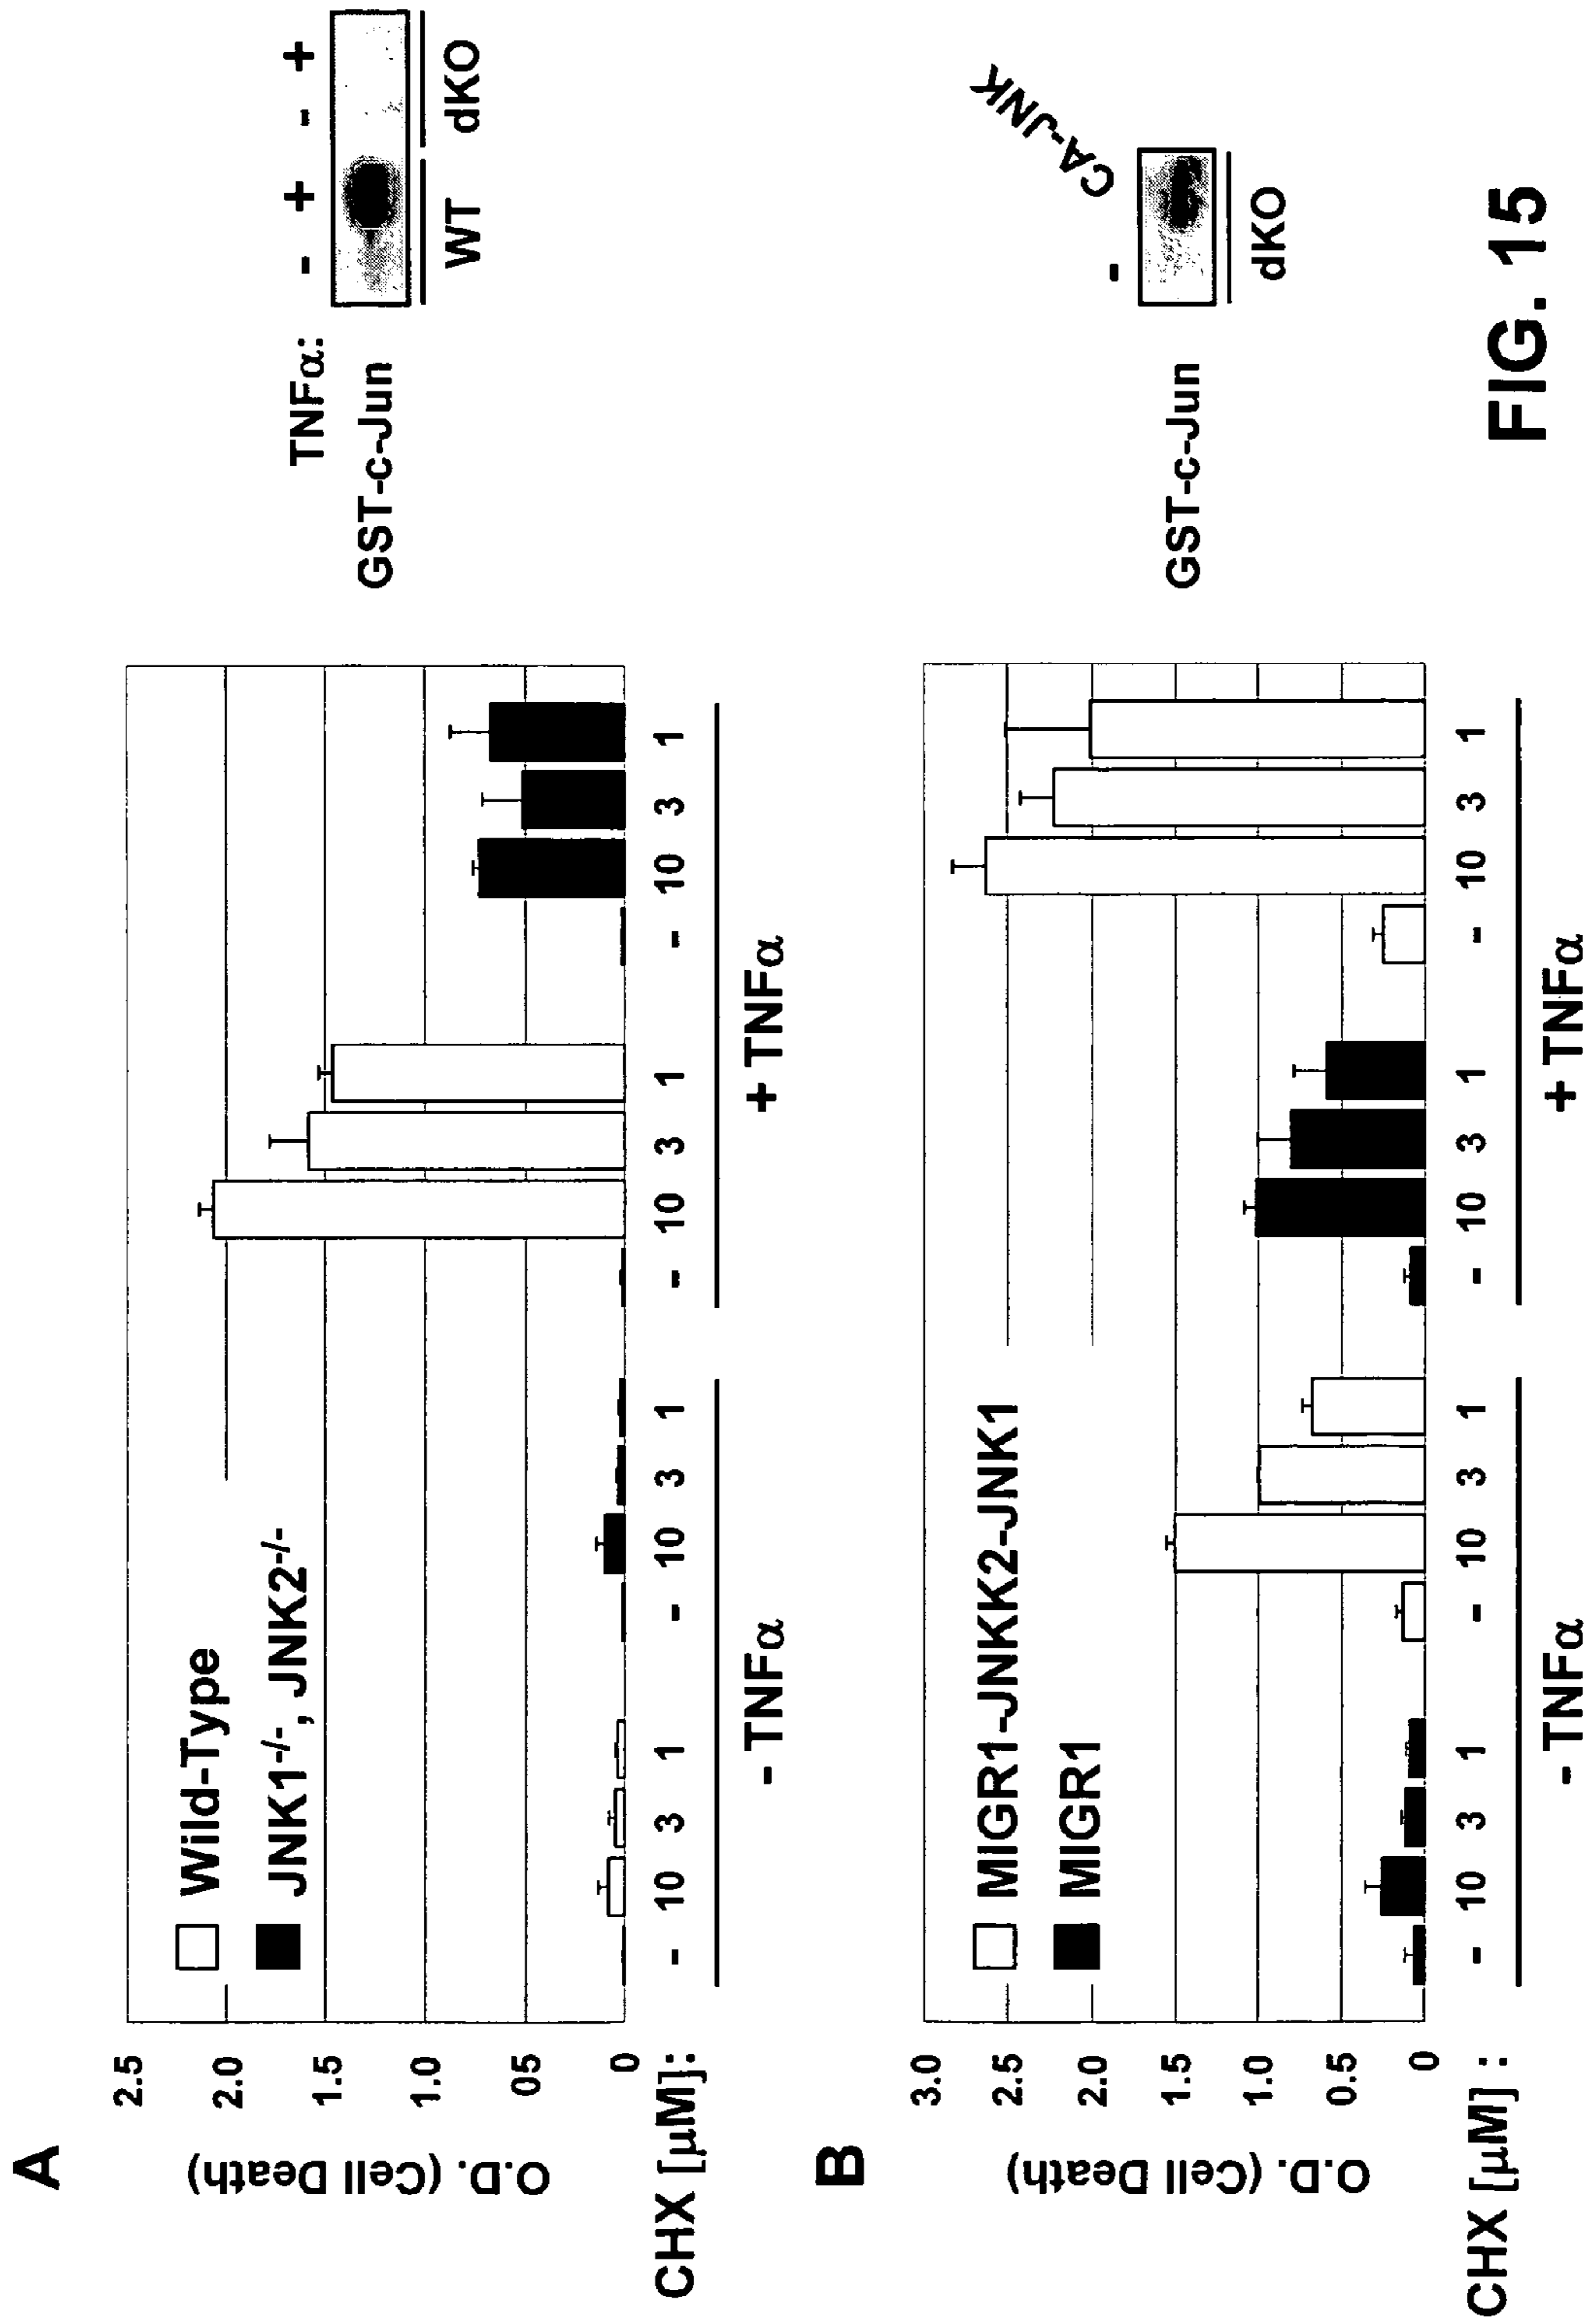 A
O.D. (Cell Death)
2.5
2.0
1.5
1.0
05
0
Wild-Type
JNK1-/-, JNK2-/-
CHX [μM]: - 10 3 1 - 10 3 1 - 10 3 1 - 10 3 1
- TNFα + TNFα
TNFα: - + - +
GST-c-Jun
WT dKO
B
O.D. (Cell Death)
3.0
2.5
2.0
1.5
1.0
0.5
0
MIGR1-JNKK2-JNK1
MIGR1
CHX [μM] : - 10 3 1 - 10 3 1 - 10 3 1 - 10 3 1
- TNFα + TNFα
- CA-JNK
GST-c-Jun
dKO
FIG. 15